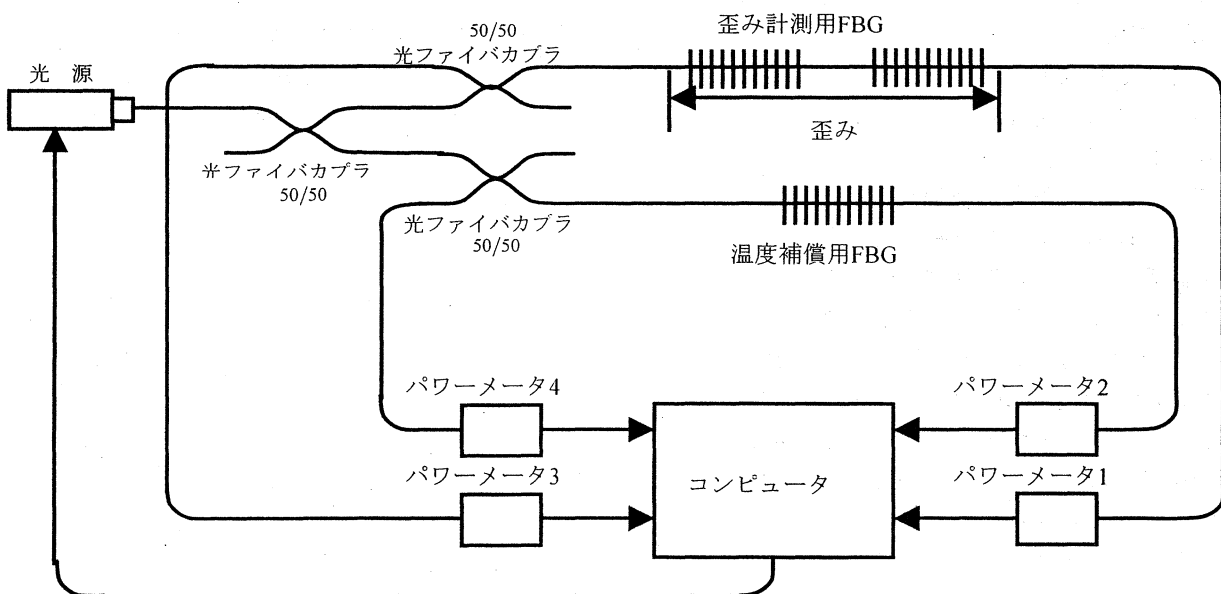 50/50
光ファイバカプラ
歪み計測用FBG
光 源
歪み
光ファイバカプラ
50/50
光ファイバカプラ
50/50
温度補償用FBG
パワーメータ4
パワーメータ2
パワーメータ3
コンピュータ
パワーメータ1